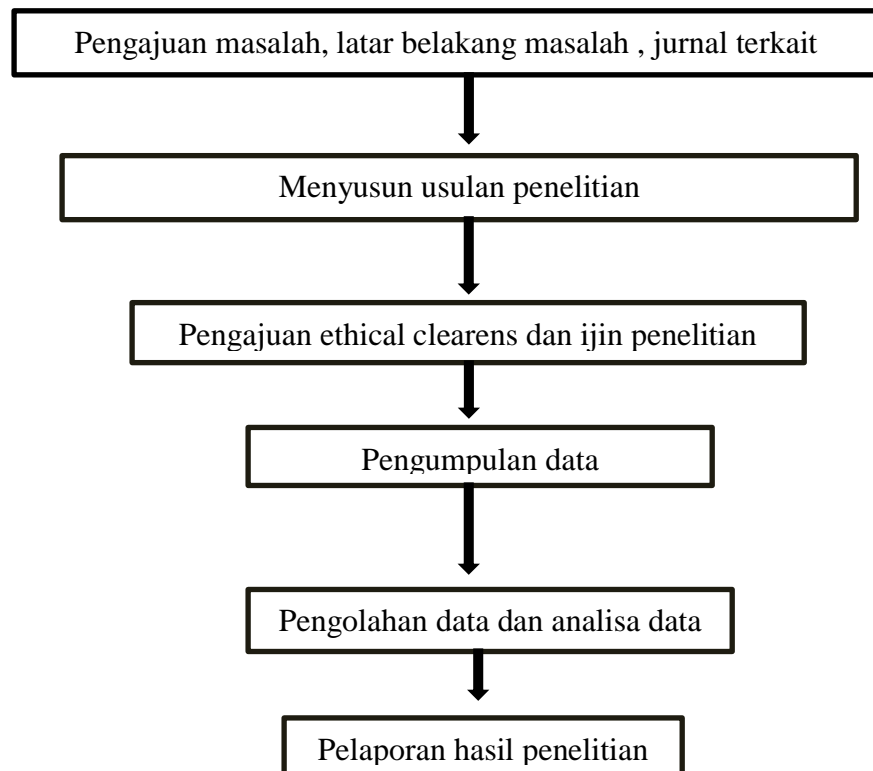 Pengajuan masalah, latar belakang masalah , jurnal terkait
Menyusun usulan penelitian
Pengajuan ethical clearens dan ijin penelitian
Pengumpulan data
Pengolahan data dan analisa data
Pelaporan hasil penelitian